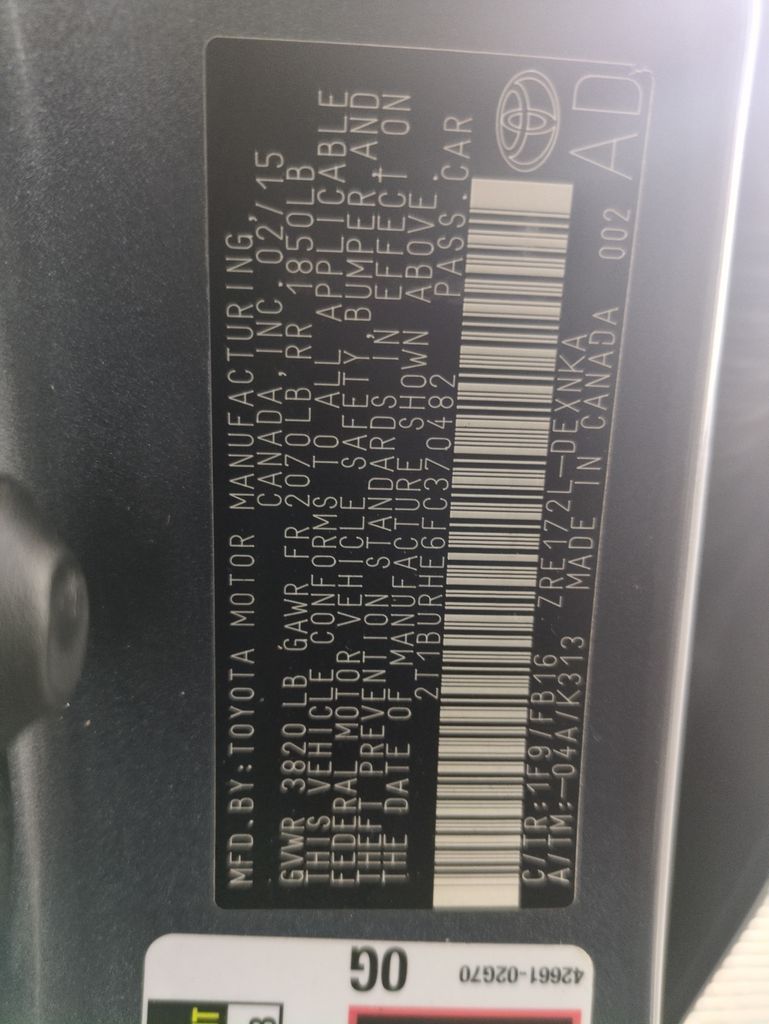 MFD.BY:TOYOTA MOTOR MANUFACTURING,
CANADA, INC. 02/15
GVWR 3820 LB GAWR FR 2070LB, RR 1850LB
THIS VEHICLE CONFORMS TO ALL APPLICABLE
FEDERAL MOTOR VEHICLE SAFETY, BUMPER, AND
THEFT PREVENTION STANDARDS IN EFFECT ON
THE DATE OF MANUFACTURE SHOWN ABOVE.
2T1BURHE6FC370482 PASS.CAR
C/TR:1F9/FB16 ZRE172L-DEXNKA
A/TM:-04A/K313 MADE IN CANADA 002
42661-02G70
0G